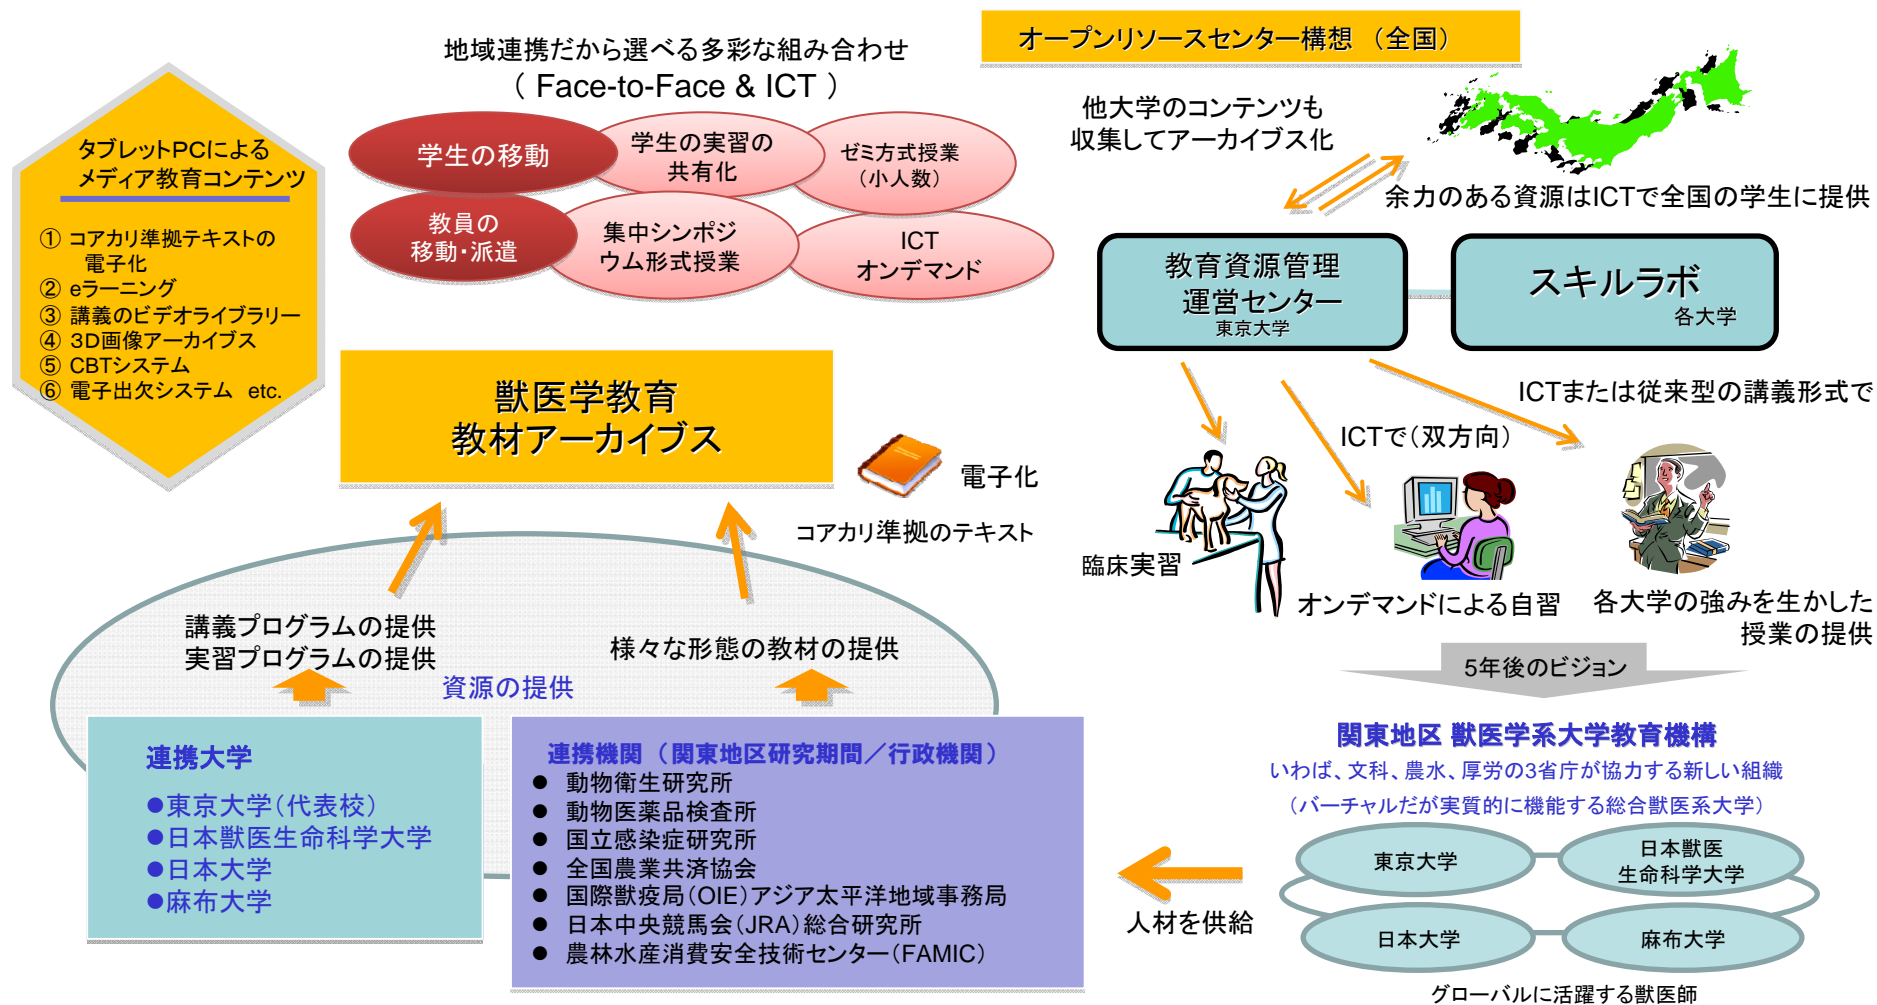 地域連携だから選べる多彩な組み合わせ
（ Face-to-Face & ICT ）
学生の移動
学生の実習の
共有化
ゼミ方式授業
（小人数）
教員の
移動・派遣
集中シンポジ
ウム形式授業
ICT
オンデマンド
タブレットPCによる
メディア教育コンテンツ
① コアカリ準拠テキストの
電子化
② eラーニング
③ 講義のビデオライブラリー
④ 3D画像アーカイブス
⑤ CBTシステム
⑥ 電子出欠システム etc.
獣医学教育
教材アーカイブス
電子化
コアカリ準拠のテキスト
講義プログラムの提供
実習プログラムの提供
様々な形態の教材の提供
資源の提供
連携大学
●東京大学（代表校）
●日本獣医生命科学大学
●日本大学
●麻布大学
連携機関（関東地区研究期間／行政機関）
● 動物衛生研究所
● 動物医薬品検査所
● 国立感染症研究所
● 全国農業共済協会
● 国際獣疫局（OIE）アジア太平洋地域事務局
● 日本中央競馬会（JRA）総合研究所
● 農林水産消費安全技術センター（FAMIC）
オープンリソースセンター構想 （全国）
他大学のコンテンツも
収集してアーカイブス化
余力のある資源はICTで全国の学生に提供
教育資源管理
運営センター
東京大学
スキルラボ
各大学
ICTまたは従来型の講義形式で
ICTで（双方向）
臨床実習
オンデマンドによる自習
各大学の強みを生かした
授業の提供
5年後のビジョン
関東地区 獣医学系大学教育機構
いわば、文科、農水、厚労の3省庁が協力する新しい組織
（バーチャルだが実質的に機能する総合獣医系大学）
東京大学
日本獣医
生命科学大学
日本大学
麻布大学
人材を供給
グローバルに活躍する獣医師